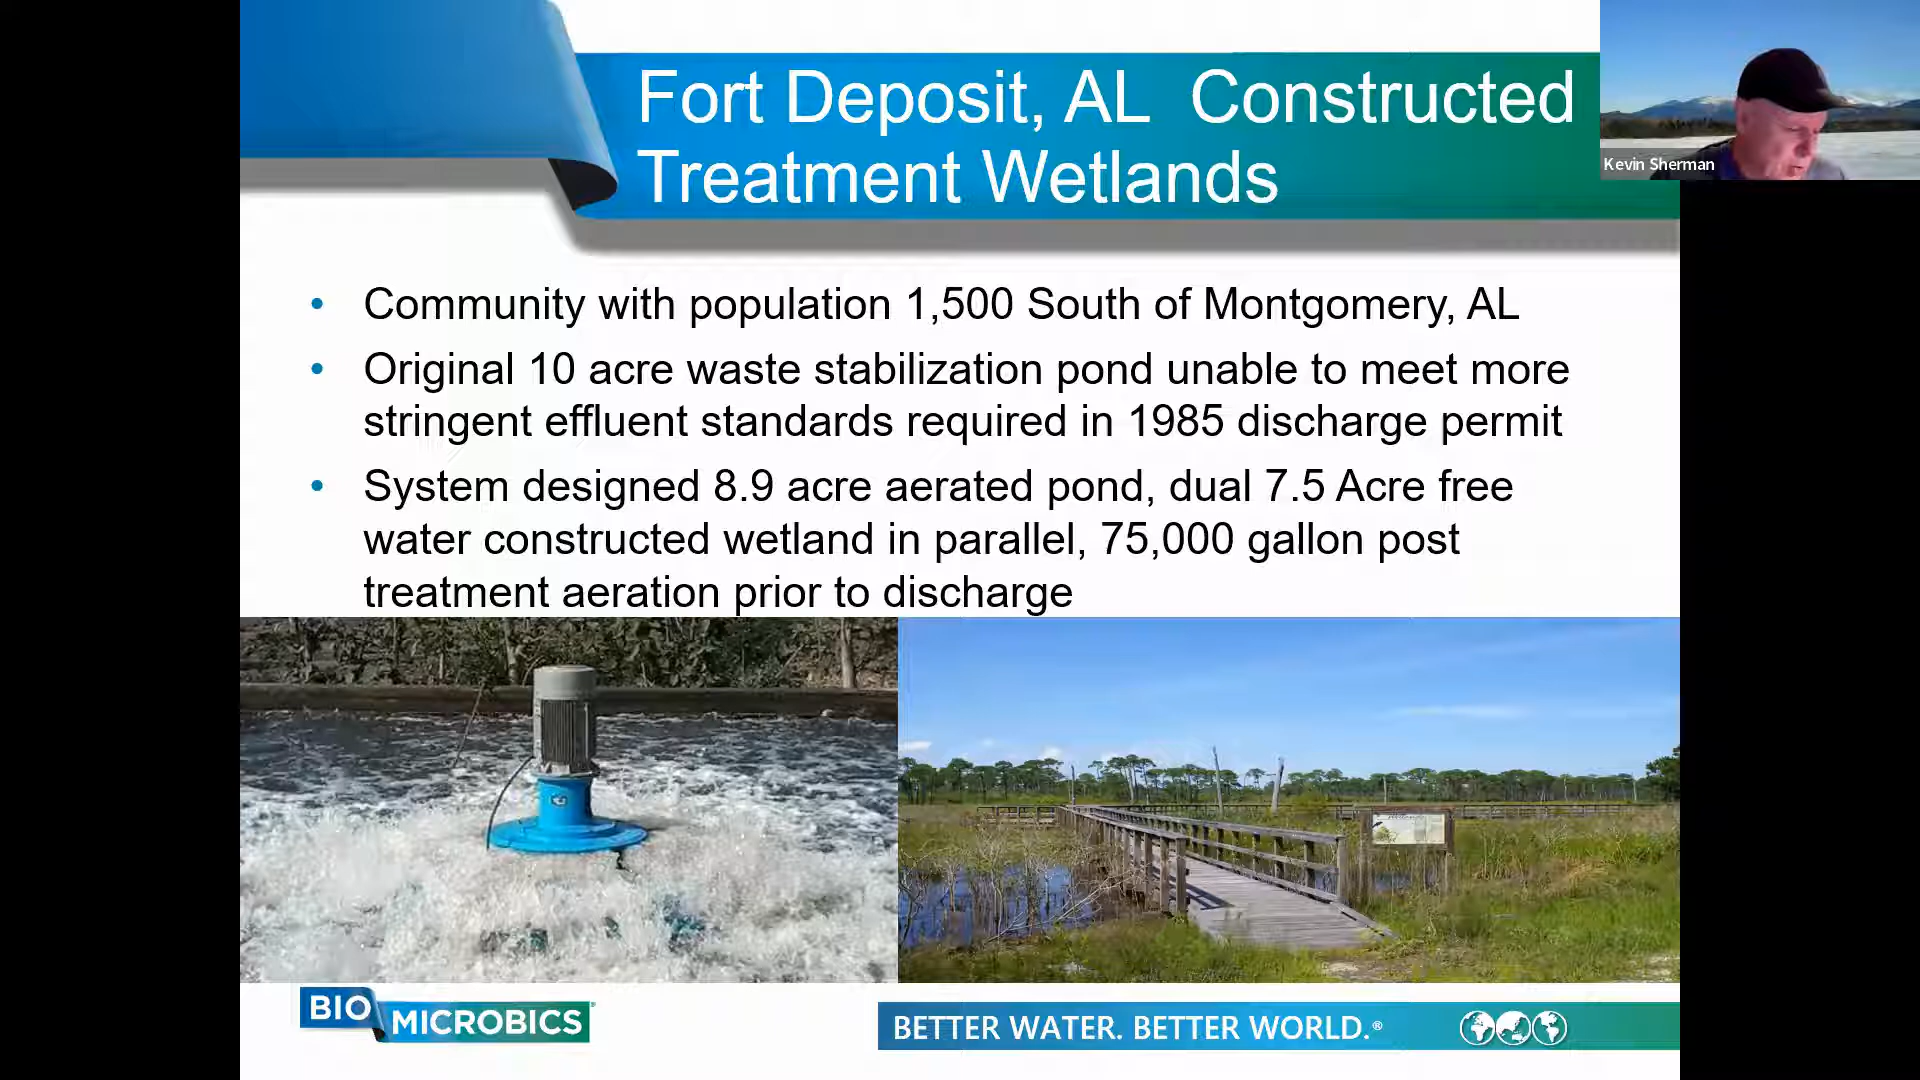 Fort Deposit, AL  Constructed
Treatment Wetlands
Kevin Sherman
• Community with population 1,500 South of Montgomery, AL
• Original 10 acre waste stabilization pond unable to meet more
stringent effluent standards required in 1985 discharge permit
• System designed 8.9 acre aerated pond, dual 7.5 Acre free
water constructed wetland in parallel, 75,000 gallon post
treatment aeration prior to discharge
BIO
MICROBICS
BETTER WATER. BETTER WORLD.®